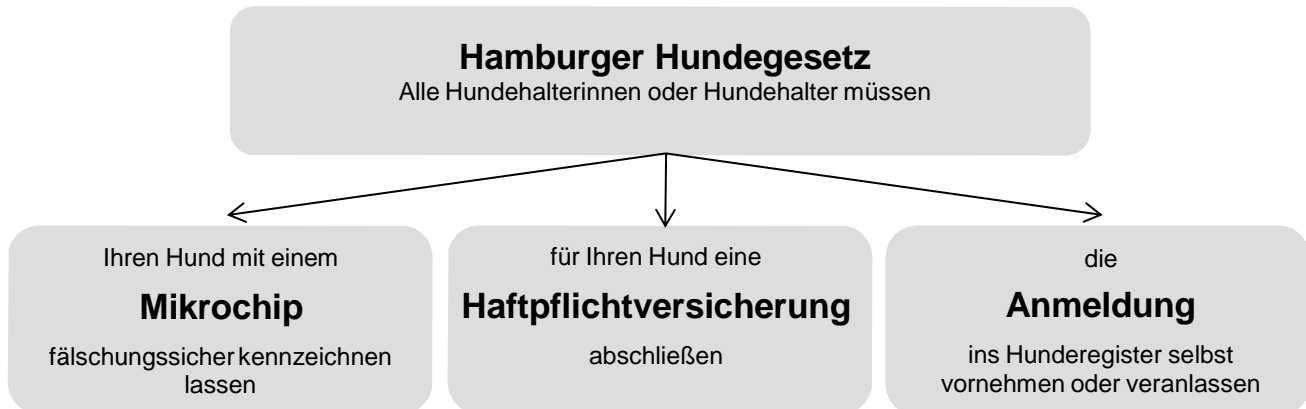 Hamburger Hundegesetz
Alle Hundehalterinnen oder Hundehalter müssen
Ihren Hund mit einem
Mikrochip
fälschungssicher kennzeichnen
lassen
für Ihren Hund eine
Haftpflichtversicherung
abschließen
die
Anmeldung
ins Hunderegister selbst
vornehmen oder veranlassen